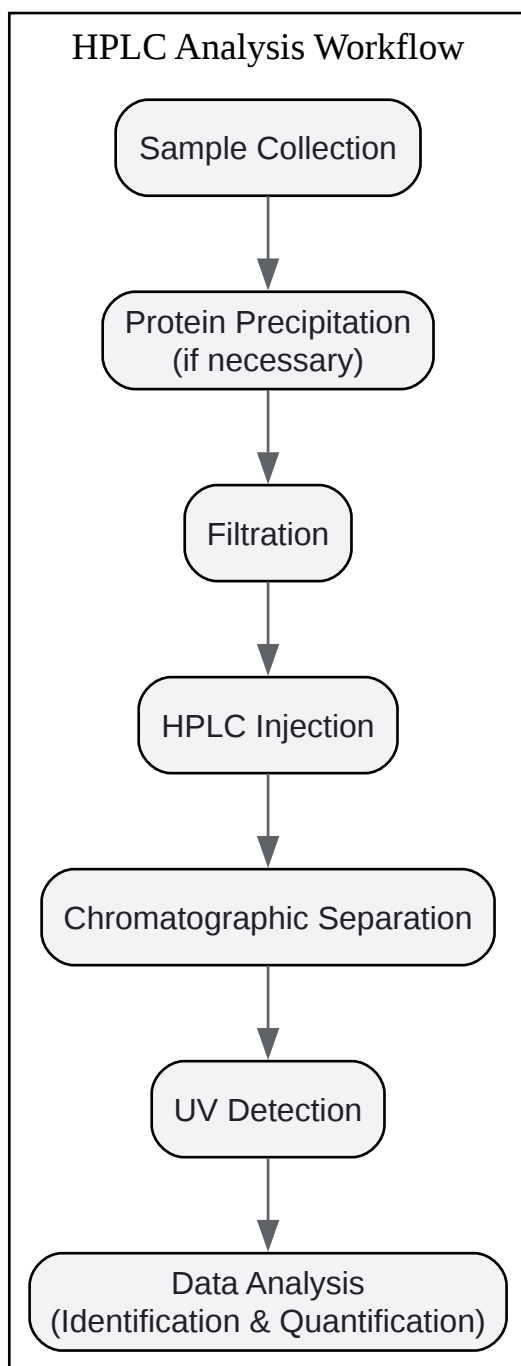 HPLC Analysis Workflow
Sample Collection
Protein Precipitation
(if necessary)
Filtration
HPLC Injection
Chromatographic Separation
UV Detection
Data Analysis
(Identification & Quantification)